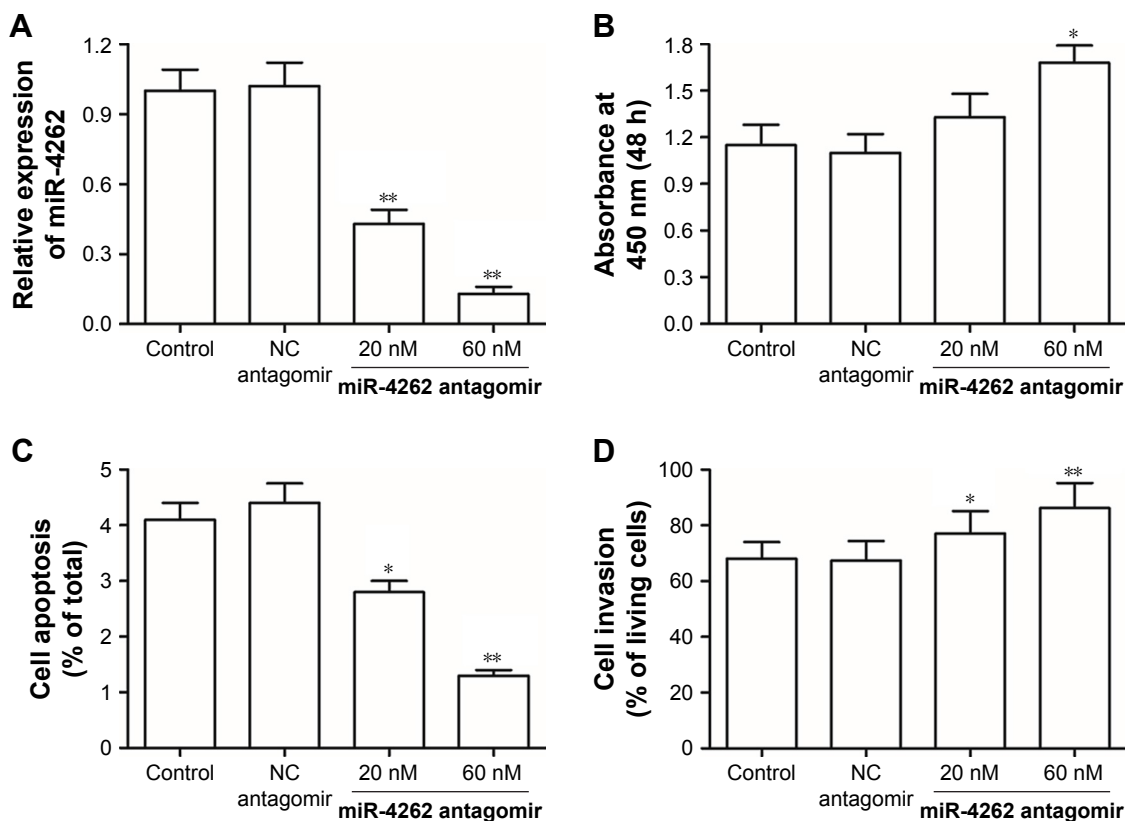 A
Relative expression
of miR-4262
1.2
0.9
0.6
0.3
0.0
**
**
Control
NC
antagomir
20 nM
60 nM
miR-4262 antagomir
B
Absorbance at
450 nm (48 h)
1.8
1.5
1.2
0.9
0.6
0.3
0.0
*
Control
NC
antagomir
20 nM
60 nM
miR-4262 antagomir
C
Cell apoptosis
(% of total)
5
4
3
2
1
0
*
**
Control
NC
antagomir
20 nM
60 nM
miR-4262 antagomir
D
Cell invasion
(% of living cells)
100
80
60
40
20
0
*
**
Control
NC
antagomir
20 nM
60 nM
miR-4262 antagomir